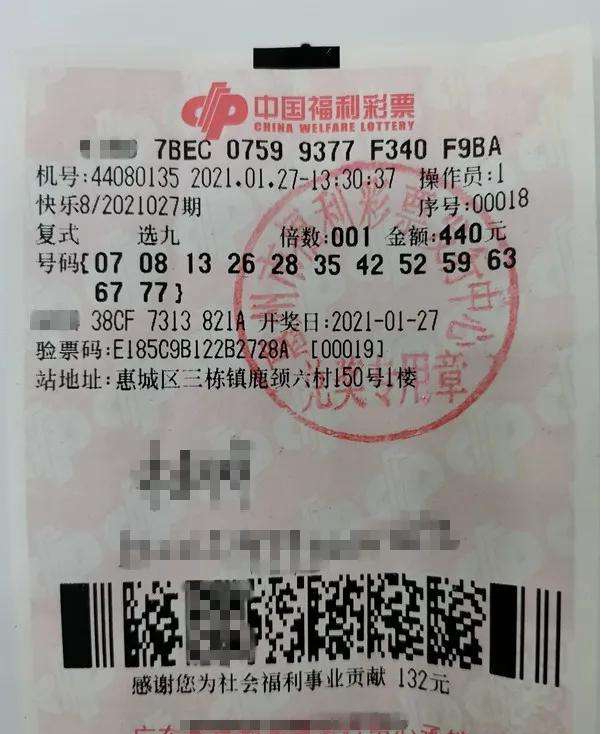 中国福利彩票
CHINA WELFARE LOTTERY
7BEC 0759 9377 F340 F9BA
机号:44080135 2021.01.27-13:30:37 操作员:1
快乐8/2021027期 序号:00018
复式 选九 倍数:001 金额:440元
号码{07 08 13 26 28 35 42 52 59 63
67 77}
38CF 7313 821A 开奖日:2021-01-27
验票码:E185C9B122B2728A [00019]
站地址:惠城区三栋镇鹿颈六村150号1楼
兑奖专用章
感谢您为社会福利事业贡献 132元